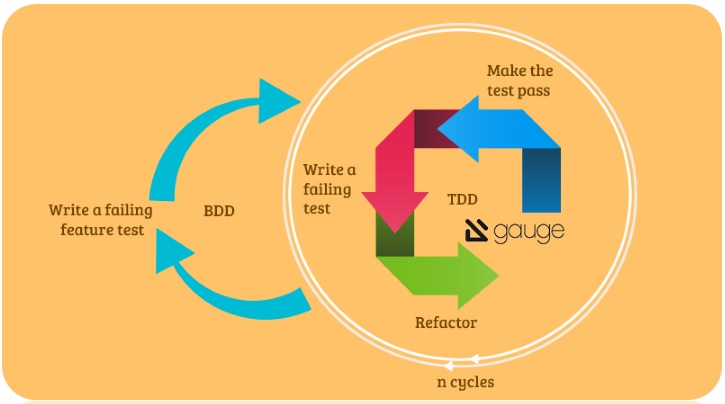 Make the
test pass
Write a
failing
test
TDD
gauge
Write a failing
feature test
BDD
Refactor
n cycles